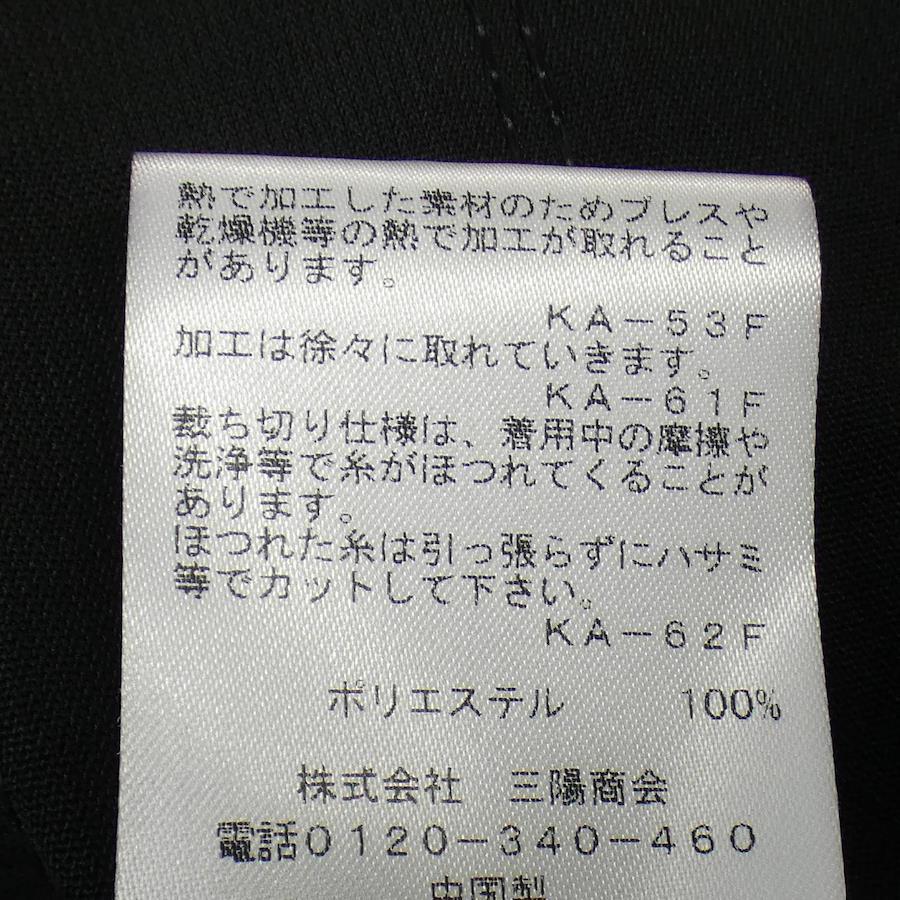 熱で加工した素材のためプレスや
乾燥機等の熱で加工が取れること
があります。
KA－53F
加工は徐々に取れていきます。
KA－61F
裁ち切り仕様は、着用中の摩擦や
洗浄等で糸がほつれてくることが
あります。
ほつれた糸は引っ張らずにハサミ
等でカットして下さい。
KA－62F
ポリエステル 100%
株式会社 三陽商会
電話0120－340－460
中国製